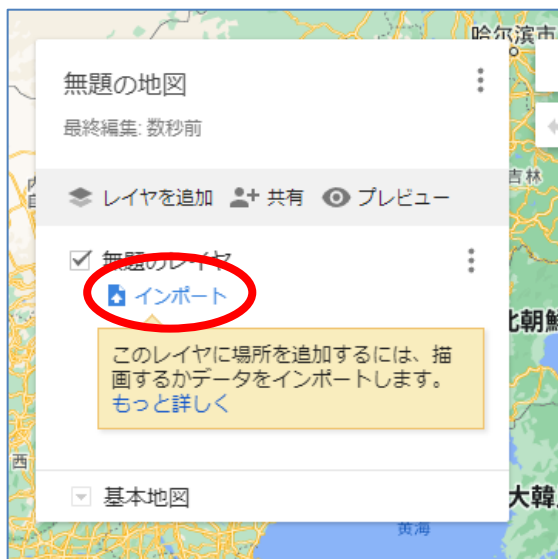 哈尔滨市
無題の地図
最終編集: 数秒前
吉林
レイヤを追加 共有 プレビュー
無題のレイヤ
インポート
このレイヤに場所を追加するには、描
画するかデータをインポートします。
もっと詳しく
北朝鮮
西
基本地図
大韓
黄海